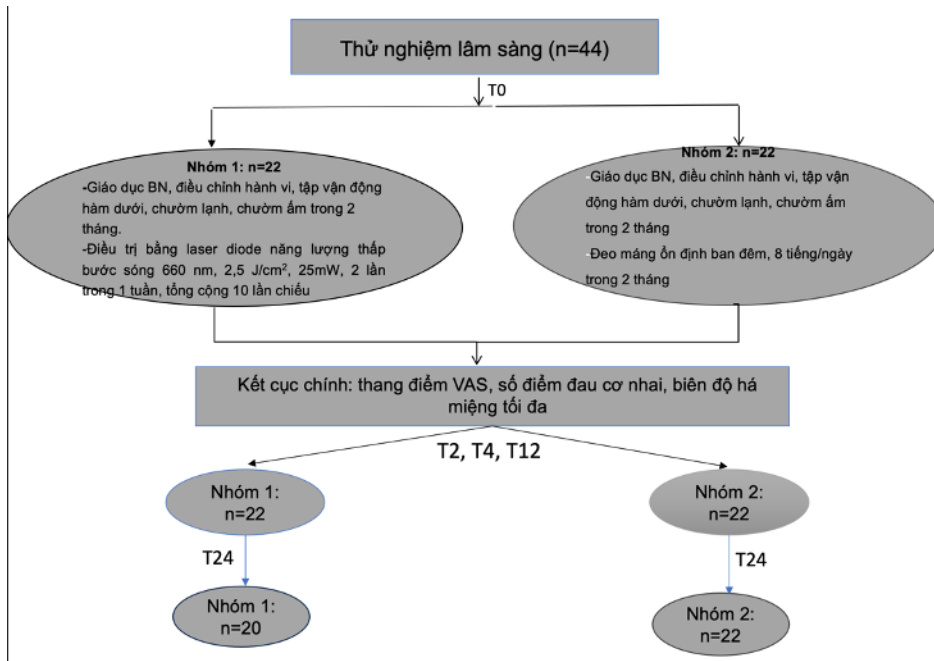 Thử nghiệm lâm sàng (n=44)
T0
Nhóm 1: n=22
-Giáo dục BN, điều chỉnh hành vi, tập vận động
hàm dưới, chườm lạnh, chườm ấm trong 2
tháng.
-Điều trị bằng laser diode năng lượng thấp
bước sóng 660 nm, 2,5 J/cm², 25mW, 2 lần
trong 1 tuần, tổng cộng 10 lần chiếu
Nhóm 2: n=22
-Giáo dục BN, điều chỉnh hành vi, tập vận
động hàm dưới, chườm lạnh, chườm ấm
trong 2 tháng
-Đeo máng ổn định ban đêm, 8 tiếng/ngày
trong 2 tháng
Kết cục chính: thang điểm VAS, số điểm đau cơ nhai, biên độ há
miệng tối đa
T2, T4, T12
Nhóm 1:
n=22
Nhóm 2:
n=22
T24
T24
Nhóm 1:
n=20
Nhóm 2:
n=22